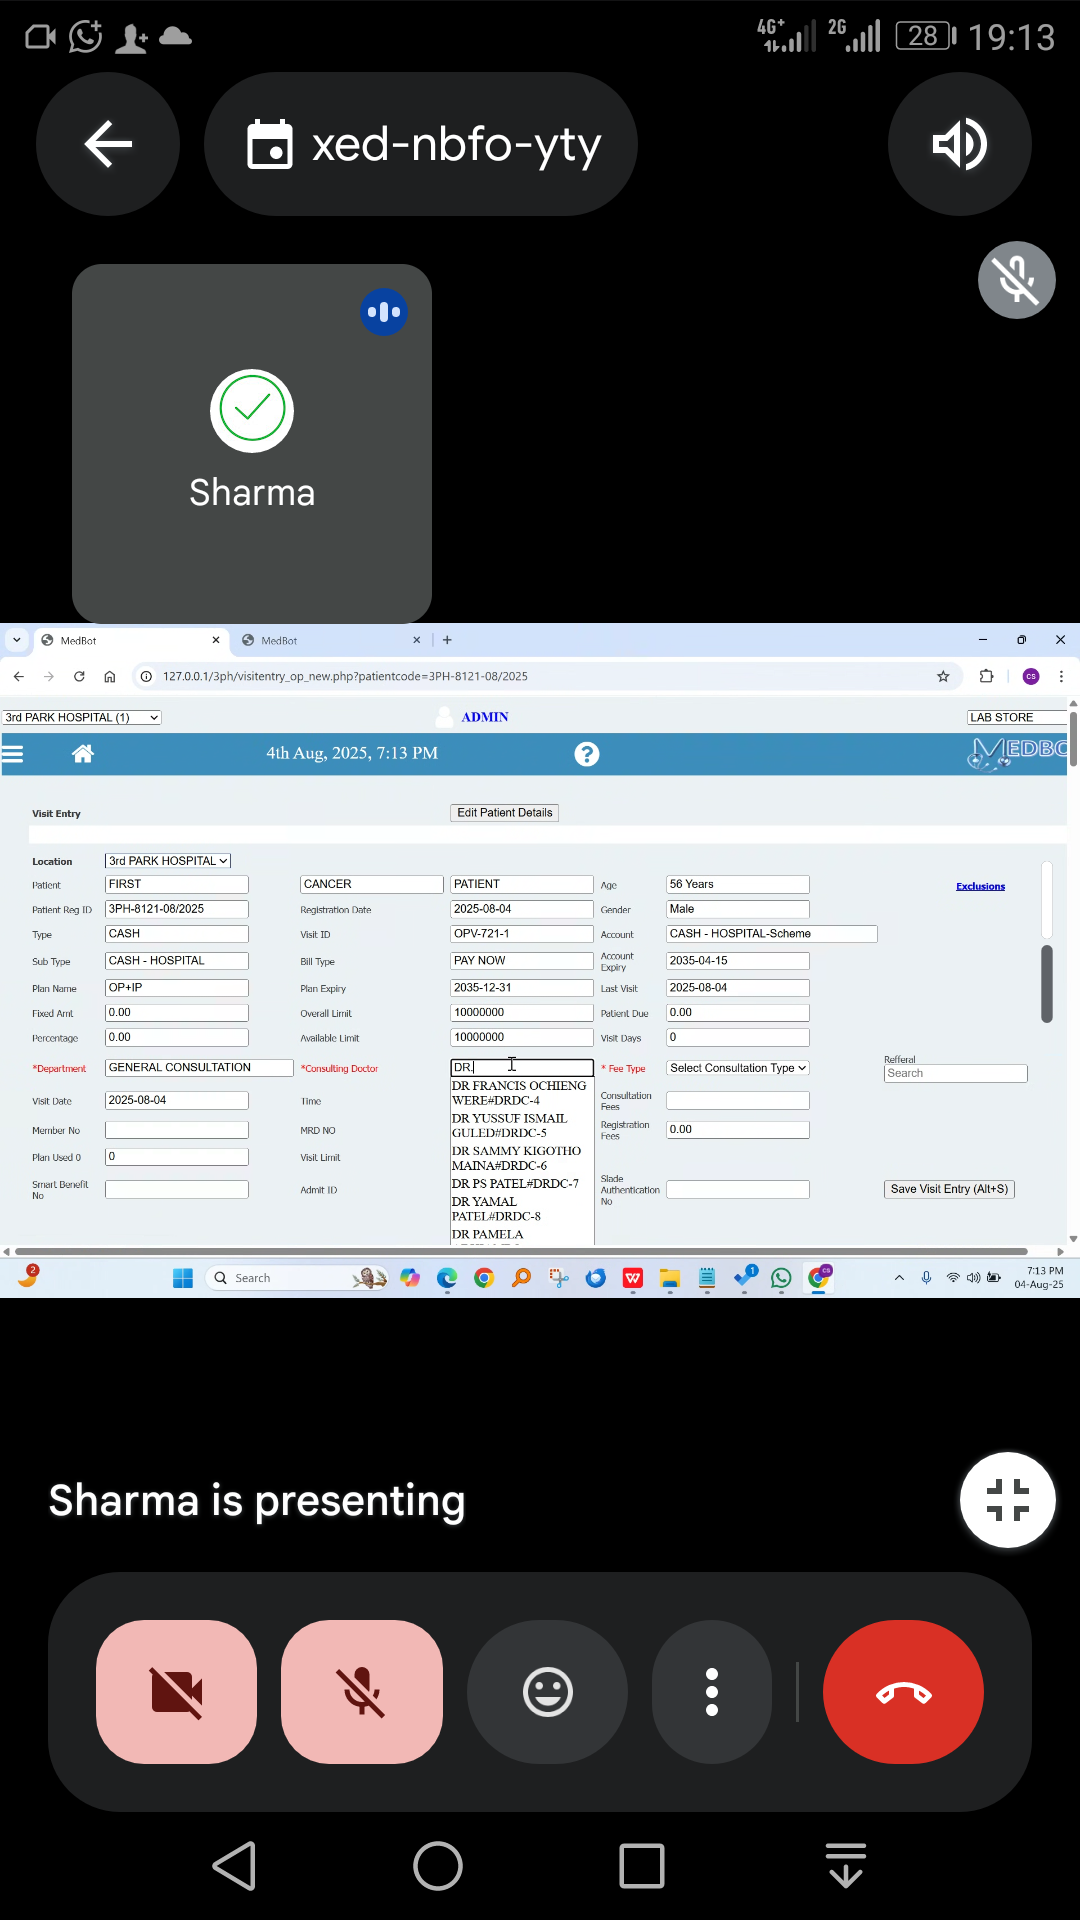 4G+ 2G 28 19:13
xed-nbfo-yty
Sharma
MedBot MedBot
127.0.0.1/3ph/visitentry_op_new.php?patientcode=3PH-8121-08/2025 CS
3rd PARK HOSPITAL (1) ADMIN LAB STORE
4th Aug, 2025, 7:13 PM ? MEDBO
Visit Entry Edit Patient Details
Location 3rd PARK HOSPITAL
Patient FIRST CANCER PATIENT Age 56 Years Exclusions
Patient Reg ID 3PH-8121-08/2025 Registration Date 2025-08-04 Gender Male
Type CASH Visit ID OPV-721-1 Account CASH - HOSPITAL-Scheme
Sub Type CASH - HOSPITAL Bill Type PAY NOW Account Expiry 2035-04-15
Plan Name OP+IP Plan Expiry 2035-12-31 Last Visit 2025-08-04
Fixed Amt 0.00 Overall Limit 10000000 Patient Due 0.00
Percentage 0.00 Available Limit 10000000 Visit Days 0
*Department GENERAL CONSULTATION *Consulting Doctor DR. * Fee Type Select Consultation Type Refferal Search
DR FRANCIS OCHIENG
WERE#DRDC-4
DR YUSSUF ISMAIL
GULED#DRDC-5
DR SAMMY KIGOTHO
MAINA#DRDC-6
DR PS PATEL#DRDC-7
DR YAMAL
PATEL#DRDC-8
DR PAMELA
Visit Date 2025-08-04 Time Consultation Fees
Member No MRD NO Registration Fees 0.00
Plan Used 0 0 Visit Limit
Smart Benefit No Admit ID Slade Authentication No Save Visit Entry (Alt+S)
2 Search 1 CS 7:13 PM
04-Aug-25
Sharma is presenting